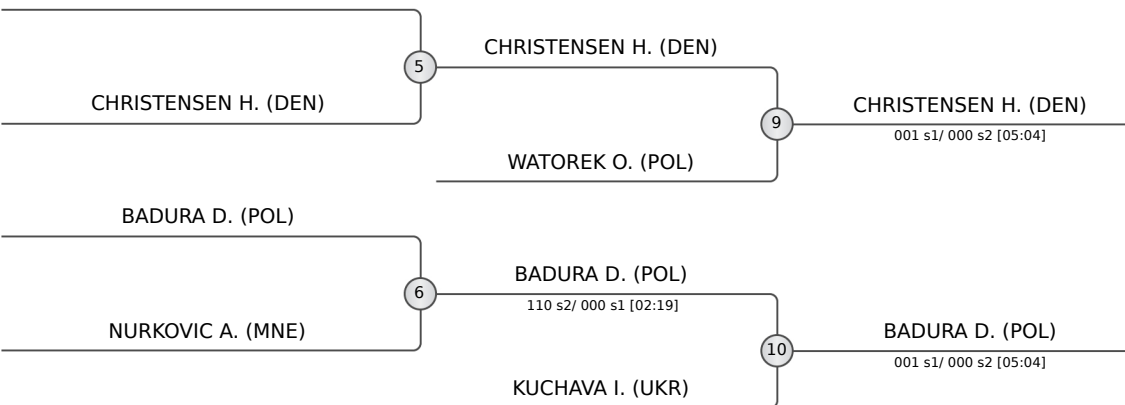 CHRISTENSEN H. (DEN)
5
CHRISTENSEN H. (DEN)
CHRISTENSEN H. (DEN)
9
001 s1/ 000 s2 [05:04]
WATOREK O. (POL)
BADURA D. (POL)
BADURA D. (POL)
6
110 s2/ 000 s1 [02:19]
NURKOVIC A. (MNE)
BADURA D. (POL)
10
001 s1/ 000 s2 [05:04]
KUCHAVA I. (UKR)